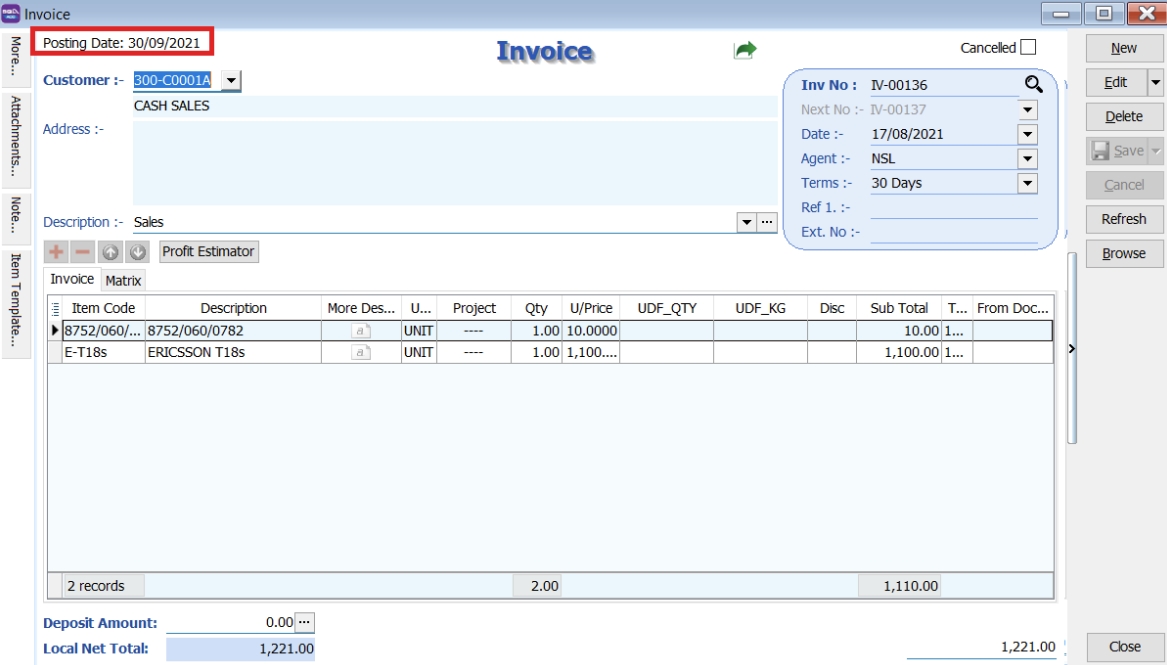 Invoice
Posting Date: 30/09/2021
Invoice
Cancelled
New
More...
Customer :- 300-C0001A
Inv No : IV-00136
Edit
CASH SALES
Next No :- IV-00137
Attachments...
Delete
Address :-
Date :- 17/08/2021
Save
Agent :- NSL
Terms :- 30 Days
Cancel
Note...
Ref 1. :-
Refresh
Description :- Sales
Ext. No :-
Profit Estimator
Browse
Item Template...
Invoice Matrix
Item Code Description More Des... U... Project Qty U/Price UDF_QTY UDF_KG Disc Sub Total T... From Doc...
8752/060/... 8752/060/0782 a UNIT ---- 1.00 10.0000 10.00 1...
E-T18s ERICSSON T18s a UNIT ---- 1.00 1,100.... 1,100.00 1...
2 records 2.00 1,110.00
Deposit Amount: 0.00 ...
Local Net Total: 1,221.00 1,221.00
Close